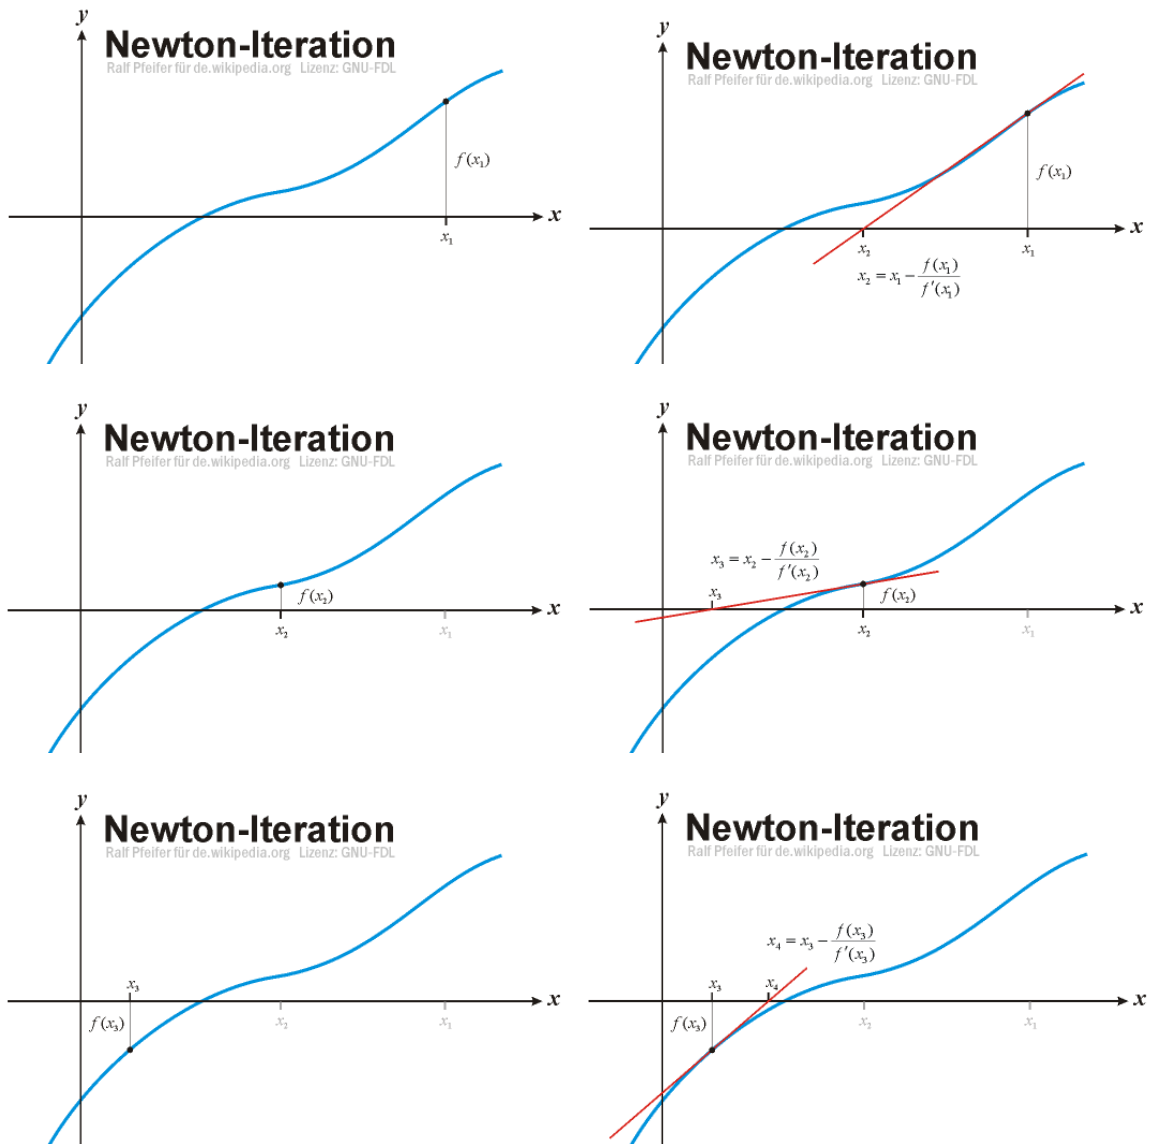 y
Newton-Iteration
Ralf Pfeifer für de.wikipedia.org Lizenz: GNU-FDL
f(x₁)
x
x₁
y
Newton-Iteration
Ralf Pfeifer für de.wikipedia.org Lizenz: GNU-FDL
f(x₁)
x
x₂ x₁
x₂ = x₁ − f(x₁)/f'(x₁)
y
Newton-Iteration
Ralf Pfeifer für de.wikipedia.org Lizenz: GNU-FDL
f(x₂)
x
x₂ x₁
y
Newton-Iteration
Ralf Pfeifer für de.wikipedia.org Lizenz: GNU-FDL
x₃ = x₂ − f(x₂)/f'(x₂)
x₃ f(x₂)
x
x₂ x₁
y
Newton-Iteration
Ralf Pfeifer für de.wikipedia.org Lizenz: GNU-FDL
x₃
x
f(x₃) x₂ x₁
y
Newton-Iteration
Ralf Pfeifer für de.wikipedia.org Lizenz: GNU-FDL
x₄ = x₃ − f(x₃)/f'(x₃)
x₃ x₄
x
f(x₃) x₂ x₁